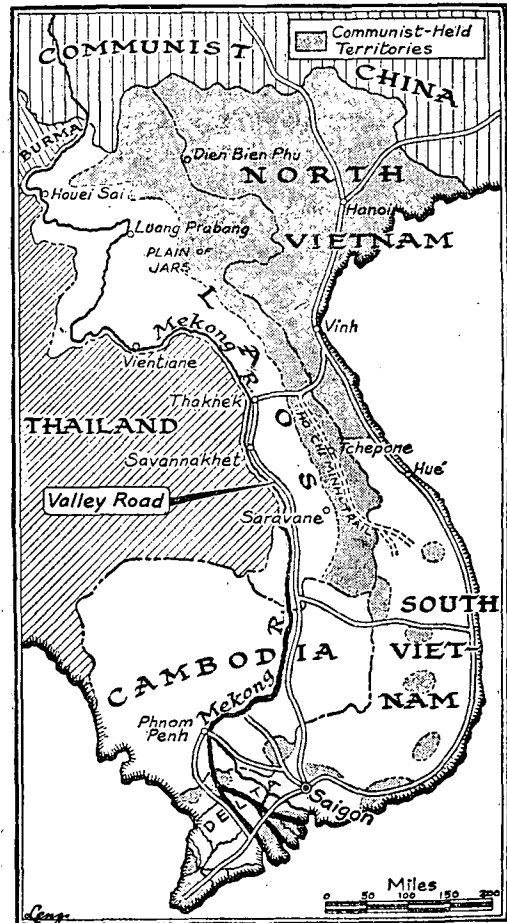 Communist-Held
Territories
COMMUNIST
CHINA
BURMA
Dien Bien Phu
NORTH
VIETNAM
Houei Sai
Hanoi
Luang Prabang
PLAIN OF
JARS
LAOS
Mekong R.
Vinh
Vientiane
Thakhek
THAILAND
HO CHI MINH TRAIL
Tchepone
Savannakhet
Hué
Valley Road
Saravane
SOUTH
VIET-
NAM
CAMBODIA
Mekong R.
Phnom
Penh
Saigon
DELTA
Miles
0 50 100 150 200